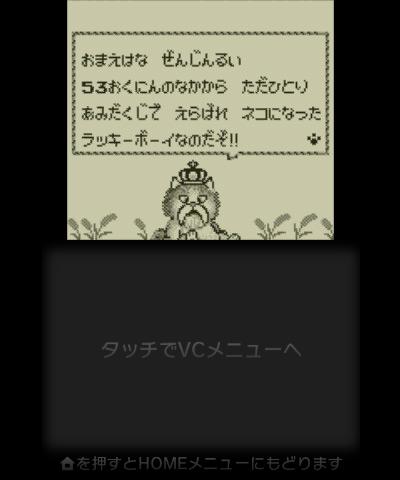 おまえはな ぜんじんるい
53おくにんのなかから ただひとり
あみだくじで えらばれ ネコになった
ラッキーボーイなのだぞ!!
タッチでVCメニューへ
を押すとHOMEメニューにもどります